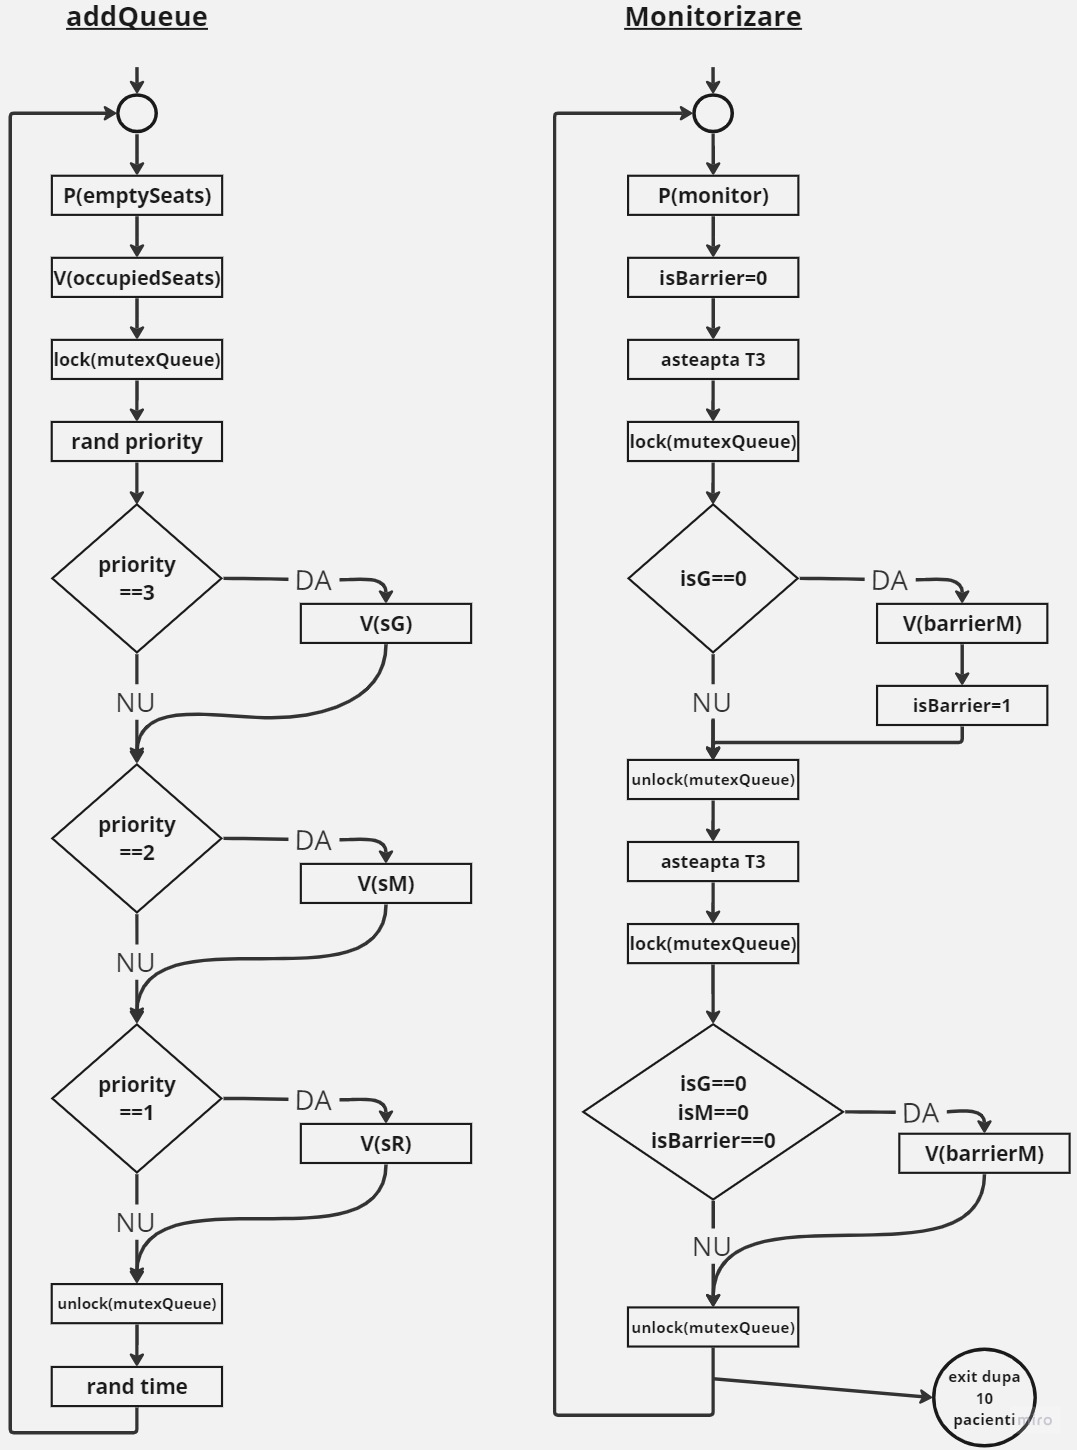 addQueue
P(emptySeats)
V(occupiedSeats)
lock(mutexQueue)
rand priority
priority
==3
DA
V(sG)
NU
priority
==2
DA
V(sM)
NU
priority
==1
DA
V(sR)
NU
unlock(mutexQueue)
rand time
Monitorizare
P(monitor)
isBarrier=0
asteapta T3
lock(mutexQueue)
isG==0
DA
V(barrierM)
isBarrier=1
NU
unlock(mutexQueue)
asteapta T3
lock(mutexQueue)
isG==0
isM==0
isBarrier==0
DA
V(barrierM)
NU
unlock(mutexQueue)
exit dupa
10
pacienti
miro